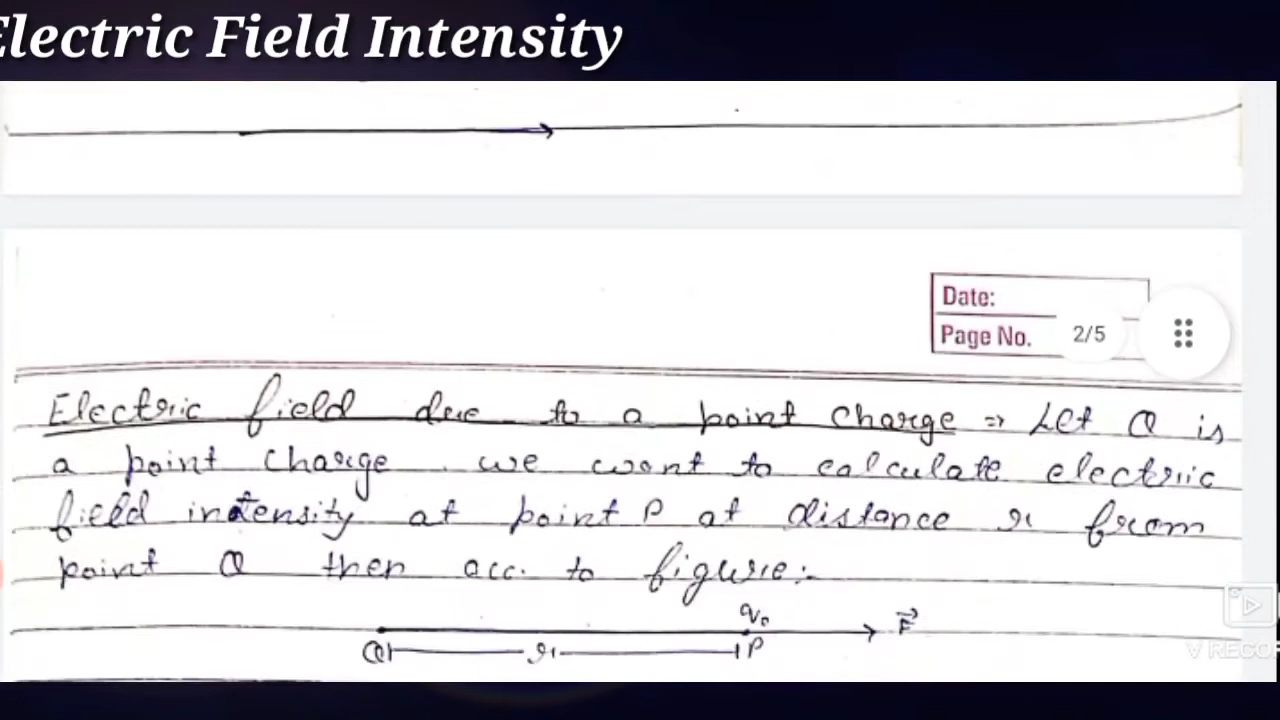 Electric Field Intensity
Date:
Page No. 2/5
Electric field due to a point charge ⇒ Let Q is
a point charge. we want to calculate electric
field intensity at point P at distance r from
point Q then acc. to figure:-
q₀
F⃗
Q r P
V RECOR